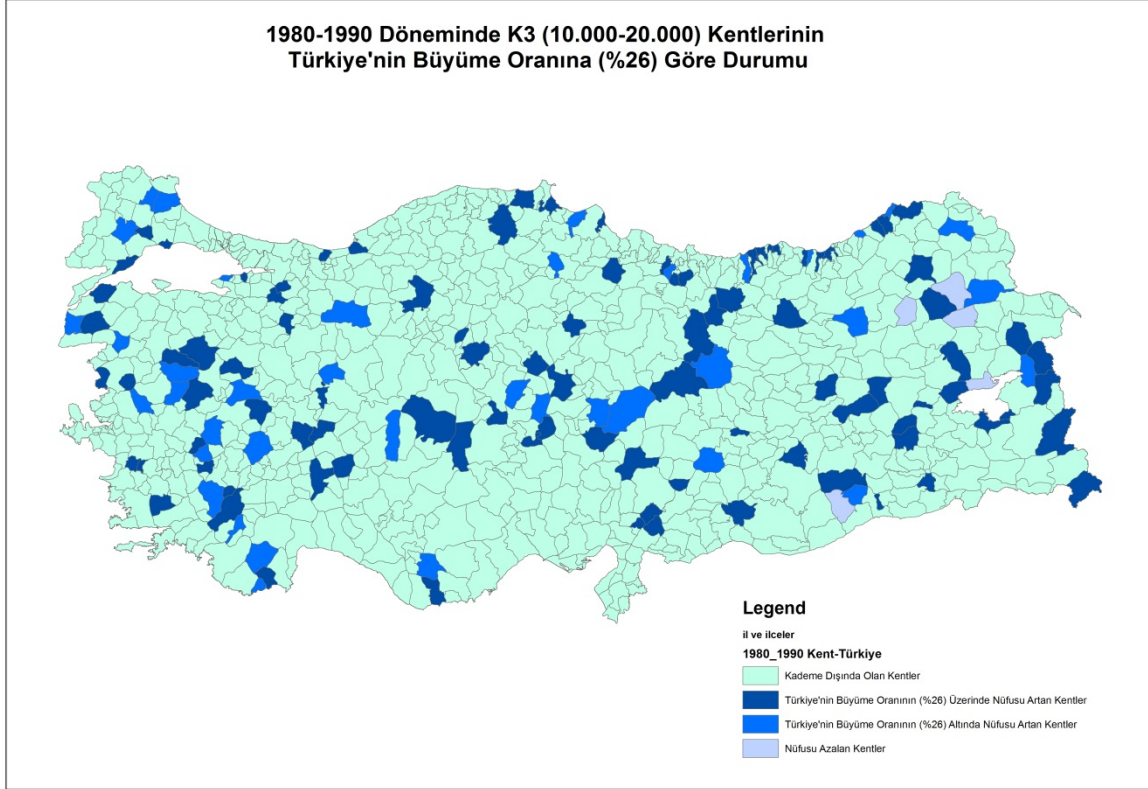 1980-1990 Döneminde K3 (10.000-20.000) Kentlerinin
Türkiye'nin Büyüme Oranına (%26) Göre Durumu
Legend
il ve ilceler
1980_1990 Kent-Türkiye
Kademe Dışında Olan Kentler
Türkiye'nin Büyüme Oranının (%26) Üzerinde Nüfusu Artan Kentler
Türkiye'nin Büyüme Oranının (%26) Altında Nüfusu Artan Kentler
Nüfusu Azalan Kentler